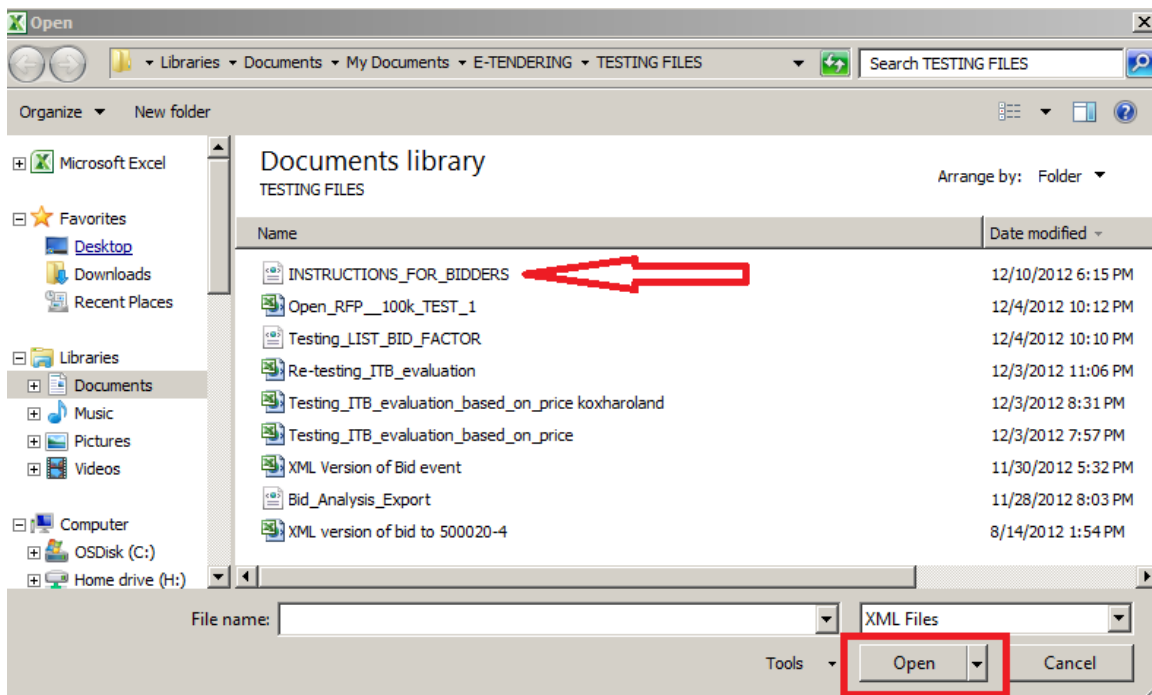 Open
Libraries Documents My Documents E-TENDERING TESTING FILES Search TESTING FILES
Organize New folder
Microsoft Excel
Favorites
Desktop
Downloads
Recent Places
Libraries
Documents
Music
Pictures
Videos
Computer
OSDisk (C:)
Home drive (H:)
Documents library
TESTING FILES
Arrange by: Folder
Name Date modified
INSTRUCTIONS_FOR_BIDDERS 12/10/2012 6:15 PM
Open_RFP__100k_TEST_1 12/4/2012 10:12 PM
Testing_LIST_BID_FACTOR 12/4/2012 10:10 PM
Re-testing_ITB_evaluation 12/3/2012 11:06 PM
Testing_ITB_evaluation_based_on_price koxharoland 12/3/2012 8:31 PM
Testing_ITB_evaluation_based_on_price 12/3/2012 7:57 PM
XML Version of Bid event 11/30/2012 5:32 PM
Bid_Analysis_Export 11/28/2012 8:03 PM
XML version of bid to 500020-4 8/14/2012 1:54 PM
File name: XML Files
Tools Open Cancel